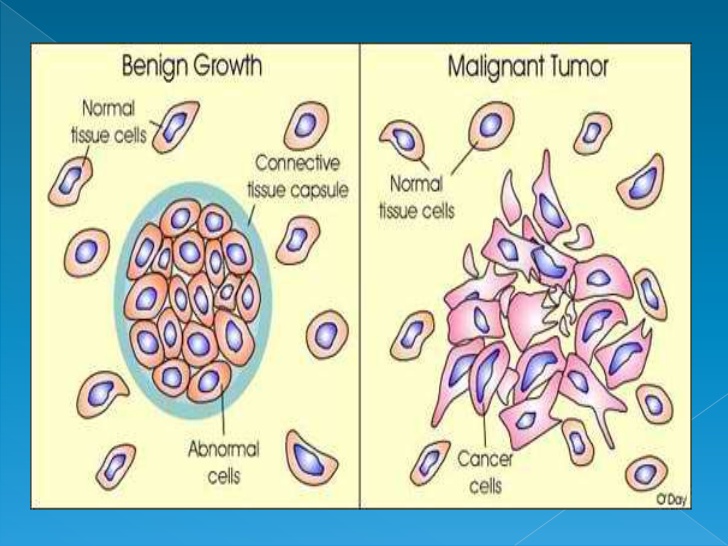 Benign Growth
Normal
tissue cells
Connective
tissue capsule
Abnormal
cells
Malignant Tumor
Normal
tissue cells
Cancer
cells
O'Day